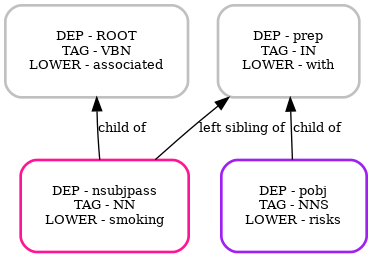 DEP - ROOT
TAG - VBN
LOWER - associated
DEP - prep
TAG - IN
LOWER - with
child of
left sibling of
child of
DEP - nsubjpass
TAG - NN
LOWER - smoking
DEP - pobj
TAG - NNS
LOWER - risks